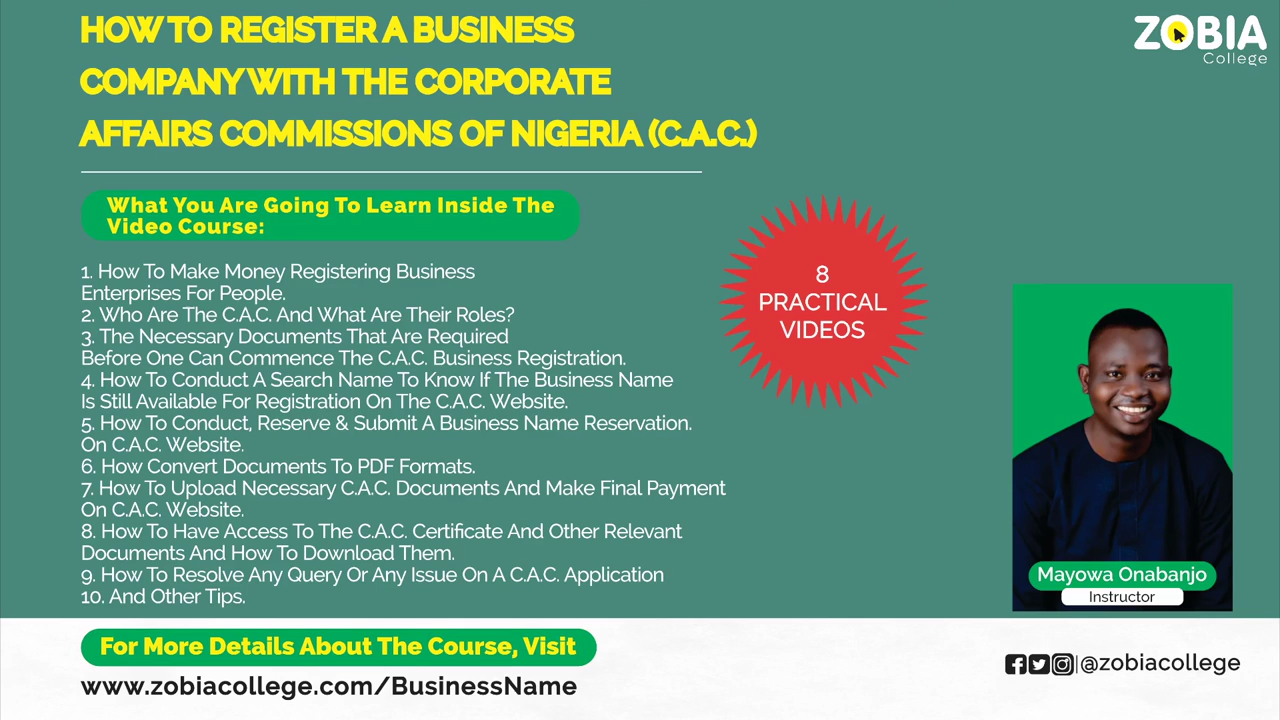 HOW TO REGISTER A BUSINESS
COMPANY WITH THE CORPORATE
AFFAIRS COMMISSIONS OF NIGERIA (C.A.C.)
ZOBIA
College
What You Are Going To Learn Inside The
Video Course:
1. How To Make Money Registering Business
Enterprises For People.
2. Who Are The C.A.C. And What Are Their Roles?
3. The Necessary Documents That Are Required
Before One Can Commence The C.A.C. Business Registration.
4. How To Conduct A Search Name To Know If The Business Name
Is Still Available For Registration On The C.A.C. Website.
5. How To Conduct, Reserve & Submit A Business Name Reservation.
On C.A.C. Website.
6. How Convert Documents To PDF Formats.
7. How To Upload Necessary C.A.C. Documents And Make Final Payment
On C.A.C. Website.
8. How To Have Access To The C.A.C. Certificate And Other Relevant
Documents And How To Download Them.
9. How To Resolve Any Query Or Any Issue On A C.A.C. Application
10. And Other Tips.
8
PRACTICAL
VIDEOS
Mayowa Onabanjo
Instructor
For More Details About The Course, Visit
www.zobiacollege.com/BusinessName
@zobiacollege